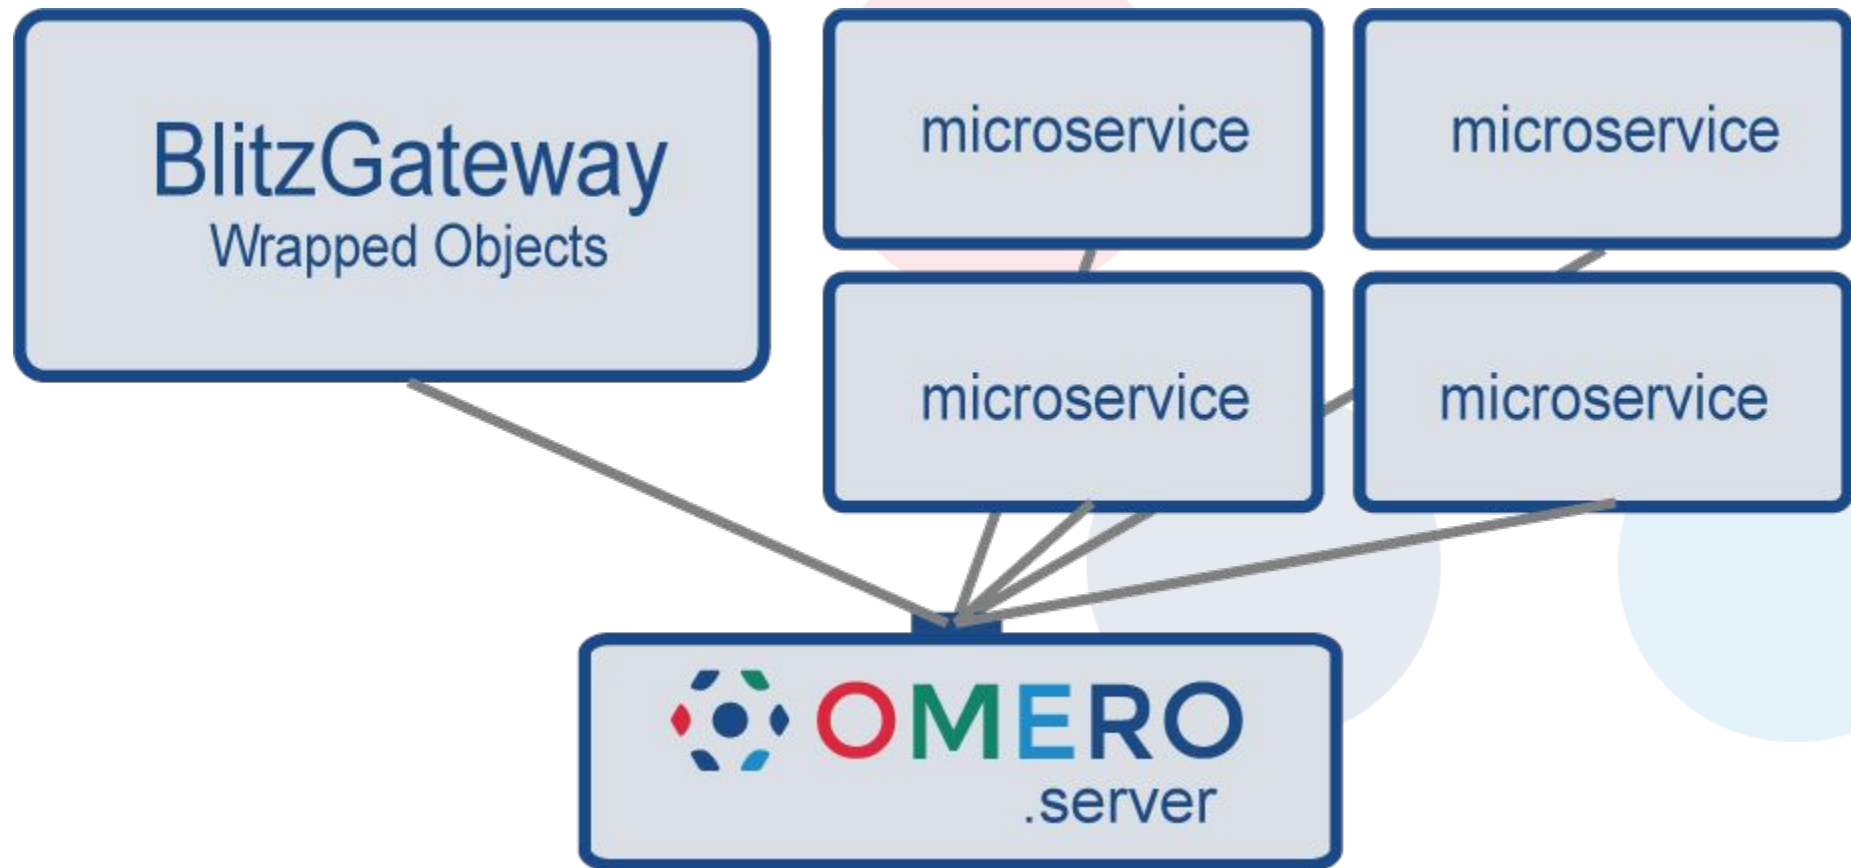 BlitzGateway
Wrapped Objects
microservice
microservice
microservice
microservice
OMERO
.server